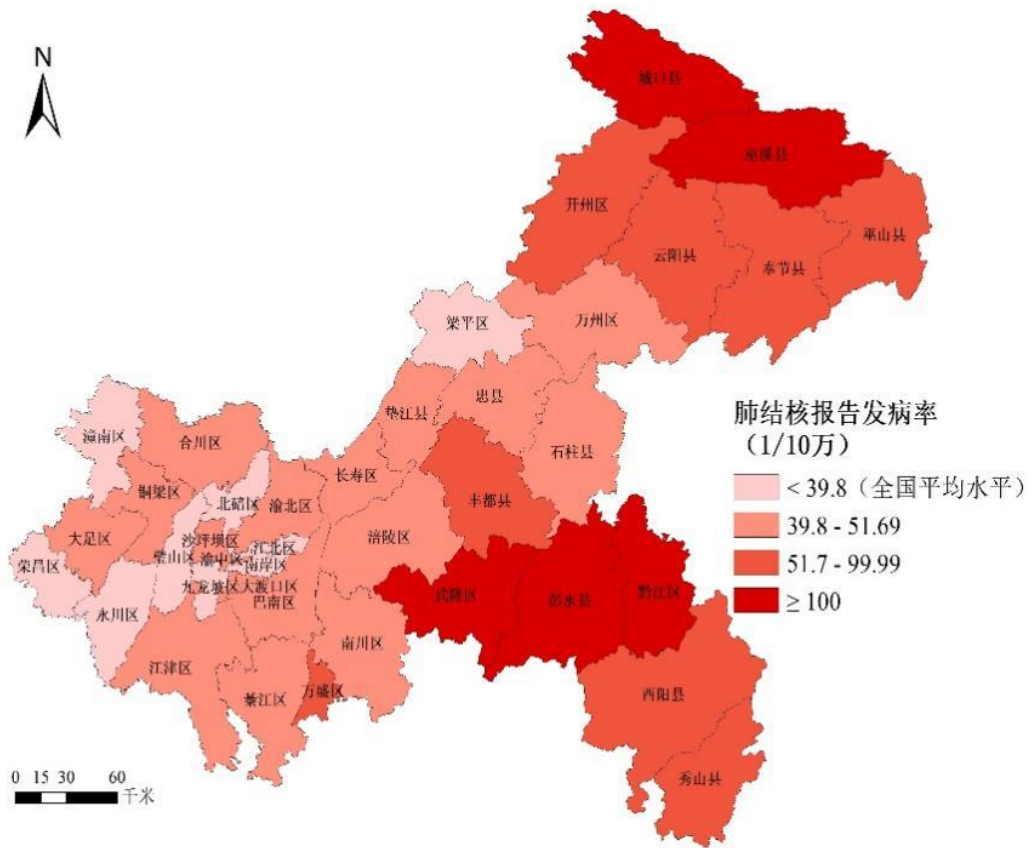 N
城口县
巫溪县
开州区
巫山县
云阳县
奉节县
梁平区
万州区
忠县
垫江县
石柱县
潼南区
合川区
长寿区
铜梁区
北碚区
渝北区
丰都县
大足区
沙坪坝区
江北区
涪陵区
璧山区
渝中区
南岸区
荣昌区
九龙坡区
大渡口区
巴南区
武隆区
彭水县
黔江区
永川区
南川区
江津区
綦江区
万盛区
酉阳县
秀山县
肺结核报告发病率
（1/10万）
< 39.8（全国平均水平）
39.8 - 51.69
51.7 - 99.99
≥ 100
0 15 30 60
千米